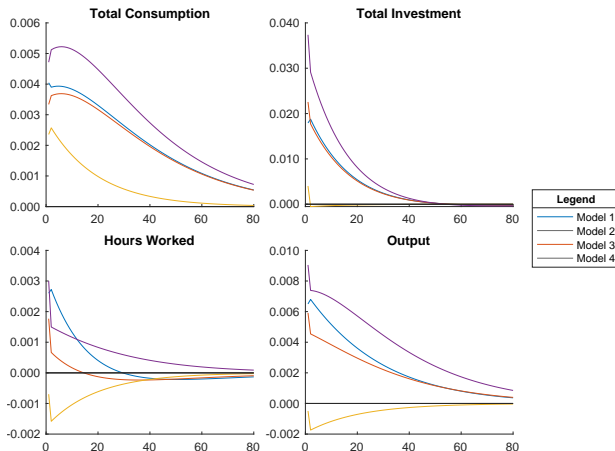 Total Consumption
0.006
0.005
0.004
0.003
0.002
0.001
0.000
0 20 40 60 80
Total Investment
0.040
0.030
0.020
0.010
0.000
0 20 40 60 80
Hours Worked
0.004
0.003
0.002
0.001
0.000
-0.001
-0.002
0 20 40 60 80
Output
0.010
0.008
0.006
0.004
0.002
0.000
-0.002
0 20 40 60 80
Legend
Model 1
Model 2
Model 3
Model 4